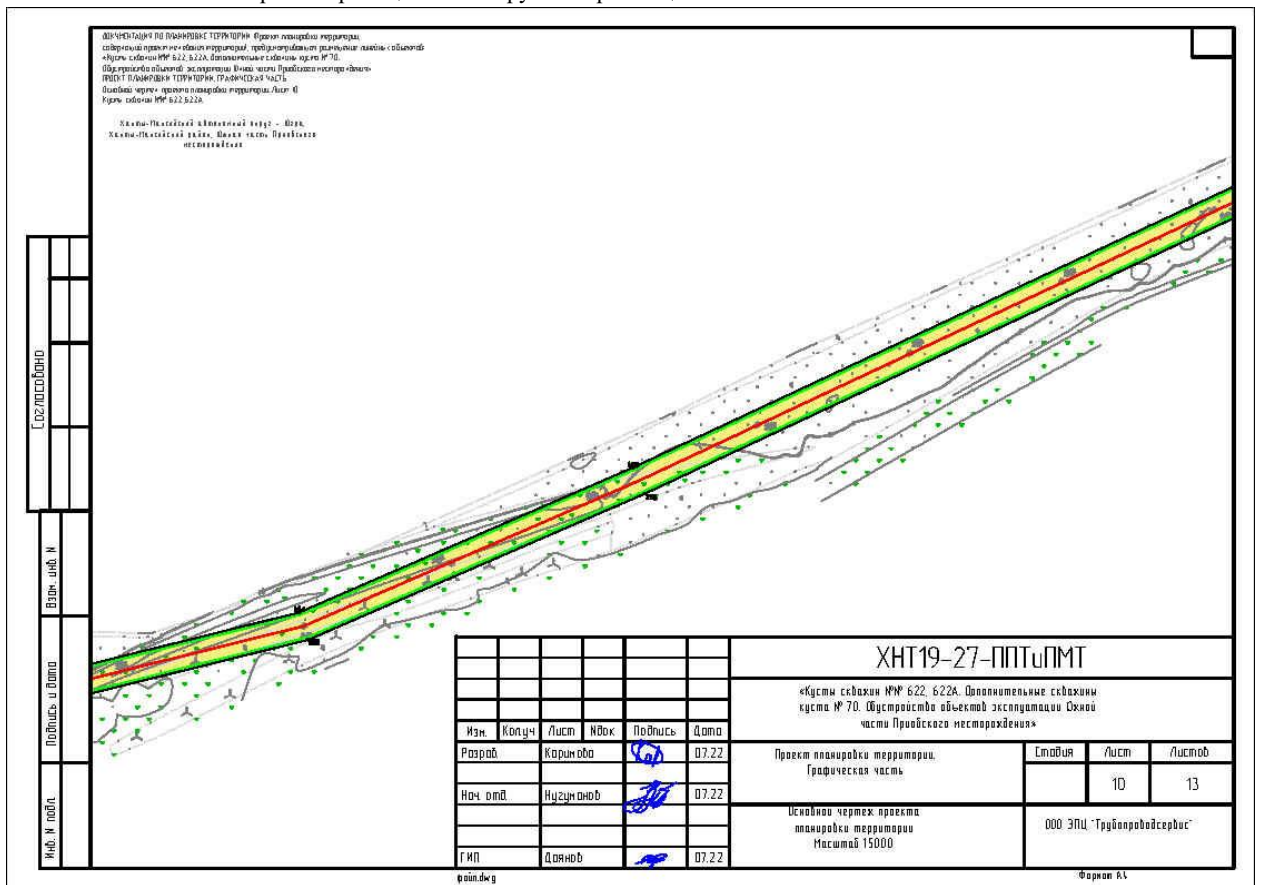 ДОКУМЕНТАЦИЯ ПО ПЛАНИРОВКЕ ТЕРРИТОРИИ (Проект планировки территории,
содержащий проект межевания территории), предусматривающая размещение линейных объектов
«Кусты скважин №№ 622, 622А. Дополнительные скважины куста № 70.
Обустройство объектов эксплуатации Южной части Приобского месторождения»
ПРОЕКТ ПЛАНИРОВКИ ТЕРРИТОРИИ. ГРАФИЧЕСКАЯ ЧАСТЬ
Основной чертеж проекта планировки территории. Лист 10
Кусты скважин №№ 622,622А.
Ханты-Мансийский автономный округ - Югра,
Ханты-Мансийский район, Южная часть Приобского
месторождения
Согласовано
Взам. инв. N
Подпись и дата
Инв. N подл.
ХНТ19-27-ППТиПМТ
«Кусты скважин №№ 622, 622А. Дополнительные скважины
куста № 70. Обустройство объектов эксплуатации Южной
части Приобского месторождения»
Изм. Кол.уч Лист Nдок Подпись Дата
Разраб. Каримова 07.22
Проект планировки территории.
Графическая часть
Стадия Лист Листов
10 13
Нач. отд. Нугуманов 07.22
Основной чертеж проекта
планировки территории
Масштаб 1:5000
ООО ЭПЦ "Трубопроводсервис"
ГИП Даянов 07.22
файл.dwg
Формат А4